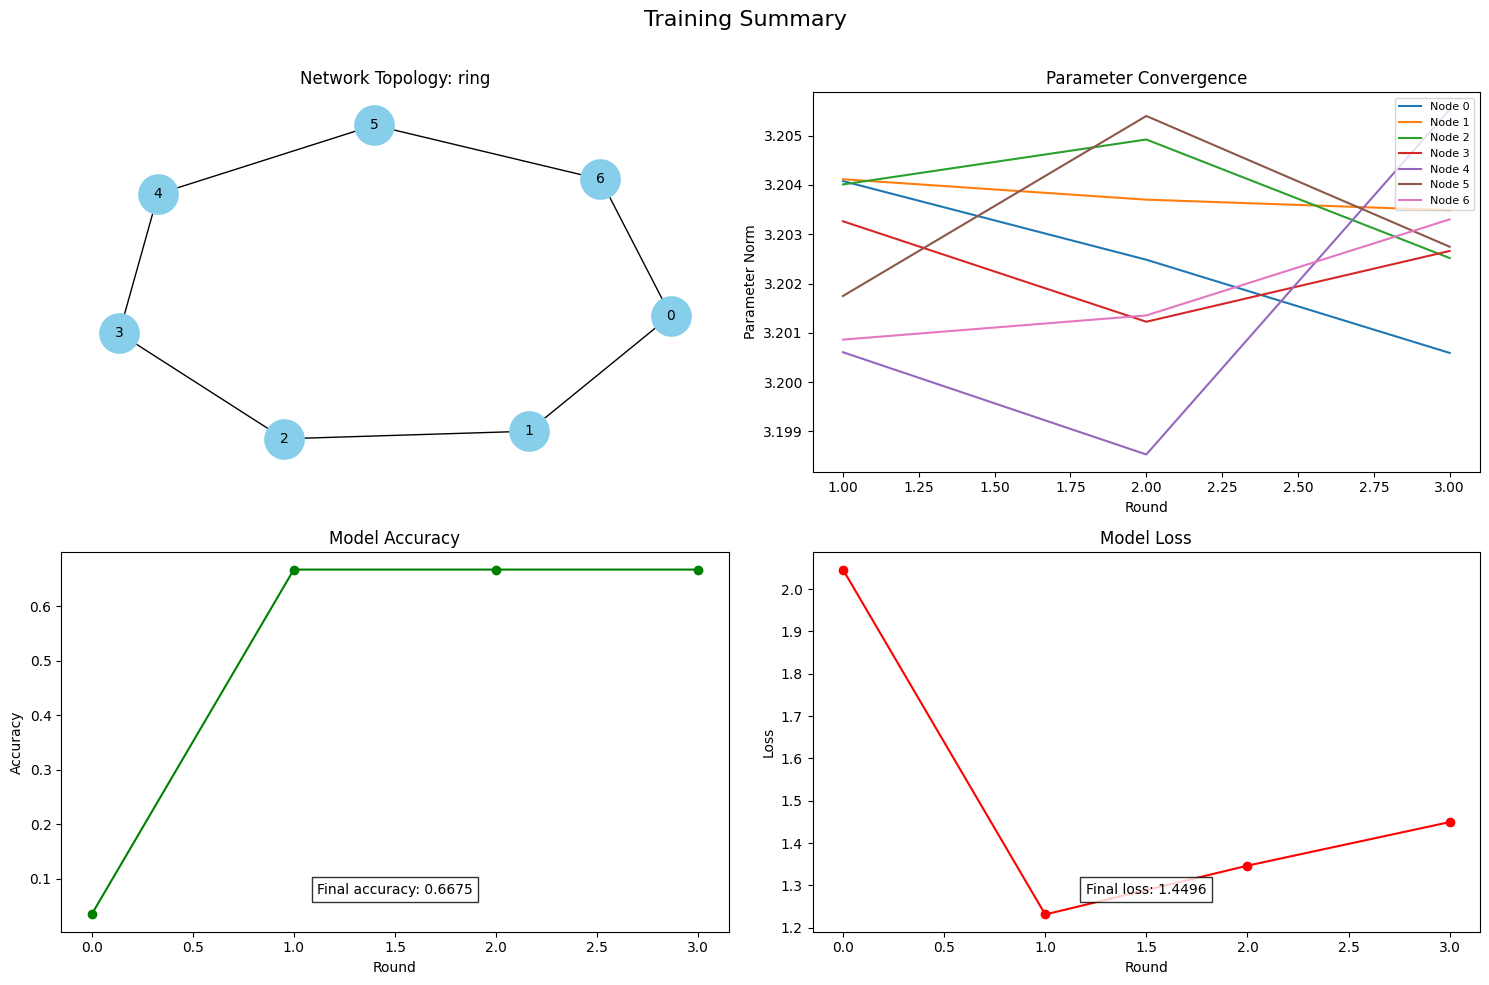 Training Summary
Network Topology: ring
5
6
4
0
3
1
2
Parameter Convergence
Parameter Norm
3.205
3.204
3.203
3.202
3.201
3.200
3.199
Node 0
Node 1
Node 2
Node 3
Node 4
Node 5
Node 6
1.00 1.25 1.50 1.75 2.00 2.25 2.50 2.75 3.00
Round
Model Accuracy
Accuracy
0.6
0.5
0.4
0.3
0.2
0.1
Final accuracy: 0.6675
0.0 0.5 1.0 1.5 2.0 2.5 3.0
Round
Model Loss
Loss
2.0
1.9
1.8
1.7
1.6
1.5
1.4
1.3
1.2
Final loss: 1.4496
0.0 0.5 1.0 1.5 2.0 2.5 3.0
Round